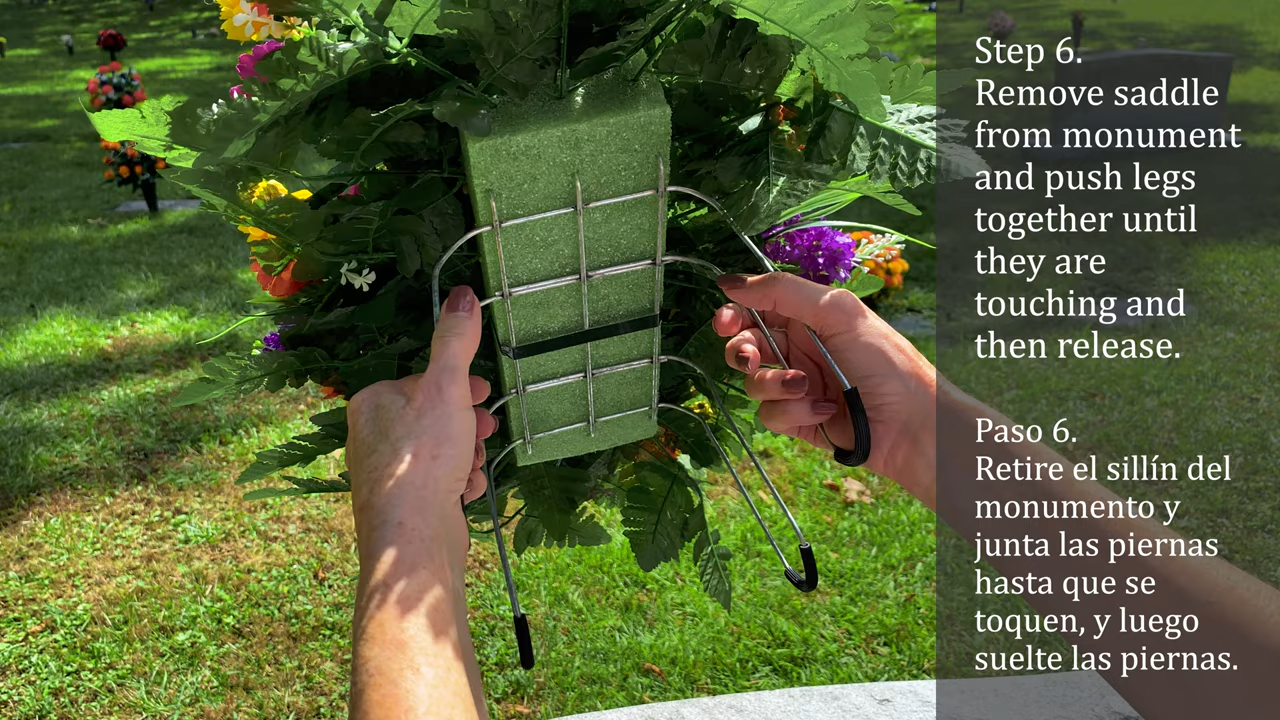 Step 6.
Remove saddle
from monument
and push legs
together until
they are
touching and
then release.
Paso 6.
Retire el sillín del
monumento y
junta las piernas
hasta que se
toquen, y luego
suelte las piernas.